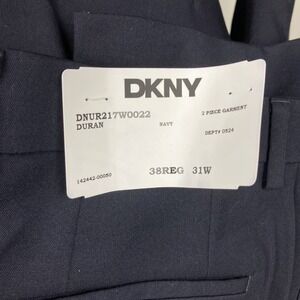 DKNY
DNUR217W0022 2 PIECE GARMENT
DURAN NAVY
DEPT# 0524
142442-00050
38REG 31W